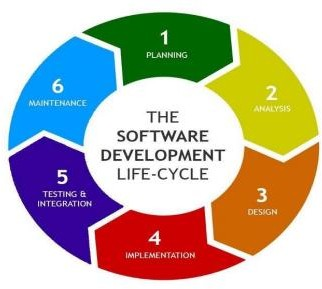 1
PLANNING
2
ANALYSIS
3
DESIGN
4
IMPLEMENTATION
5
TESTING &
INTEGRATION
6
MAINTENANCE
THE
SOFTWARE
DEVELOPMENT
LIFE-CYCLE